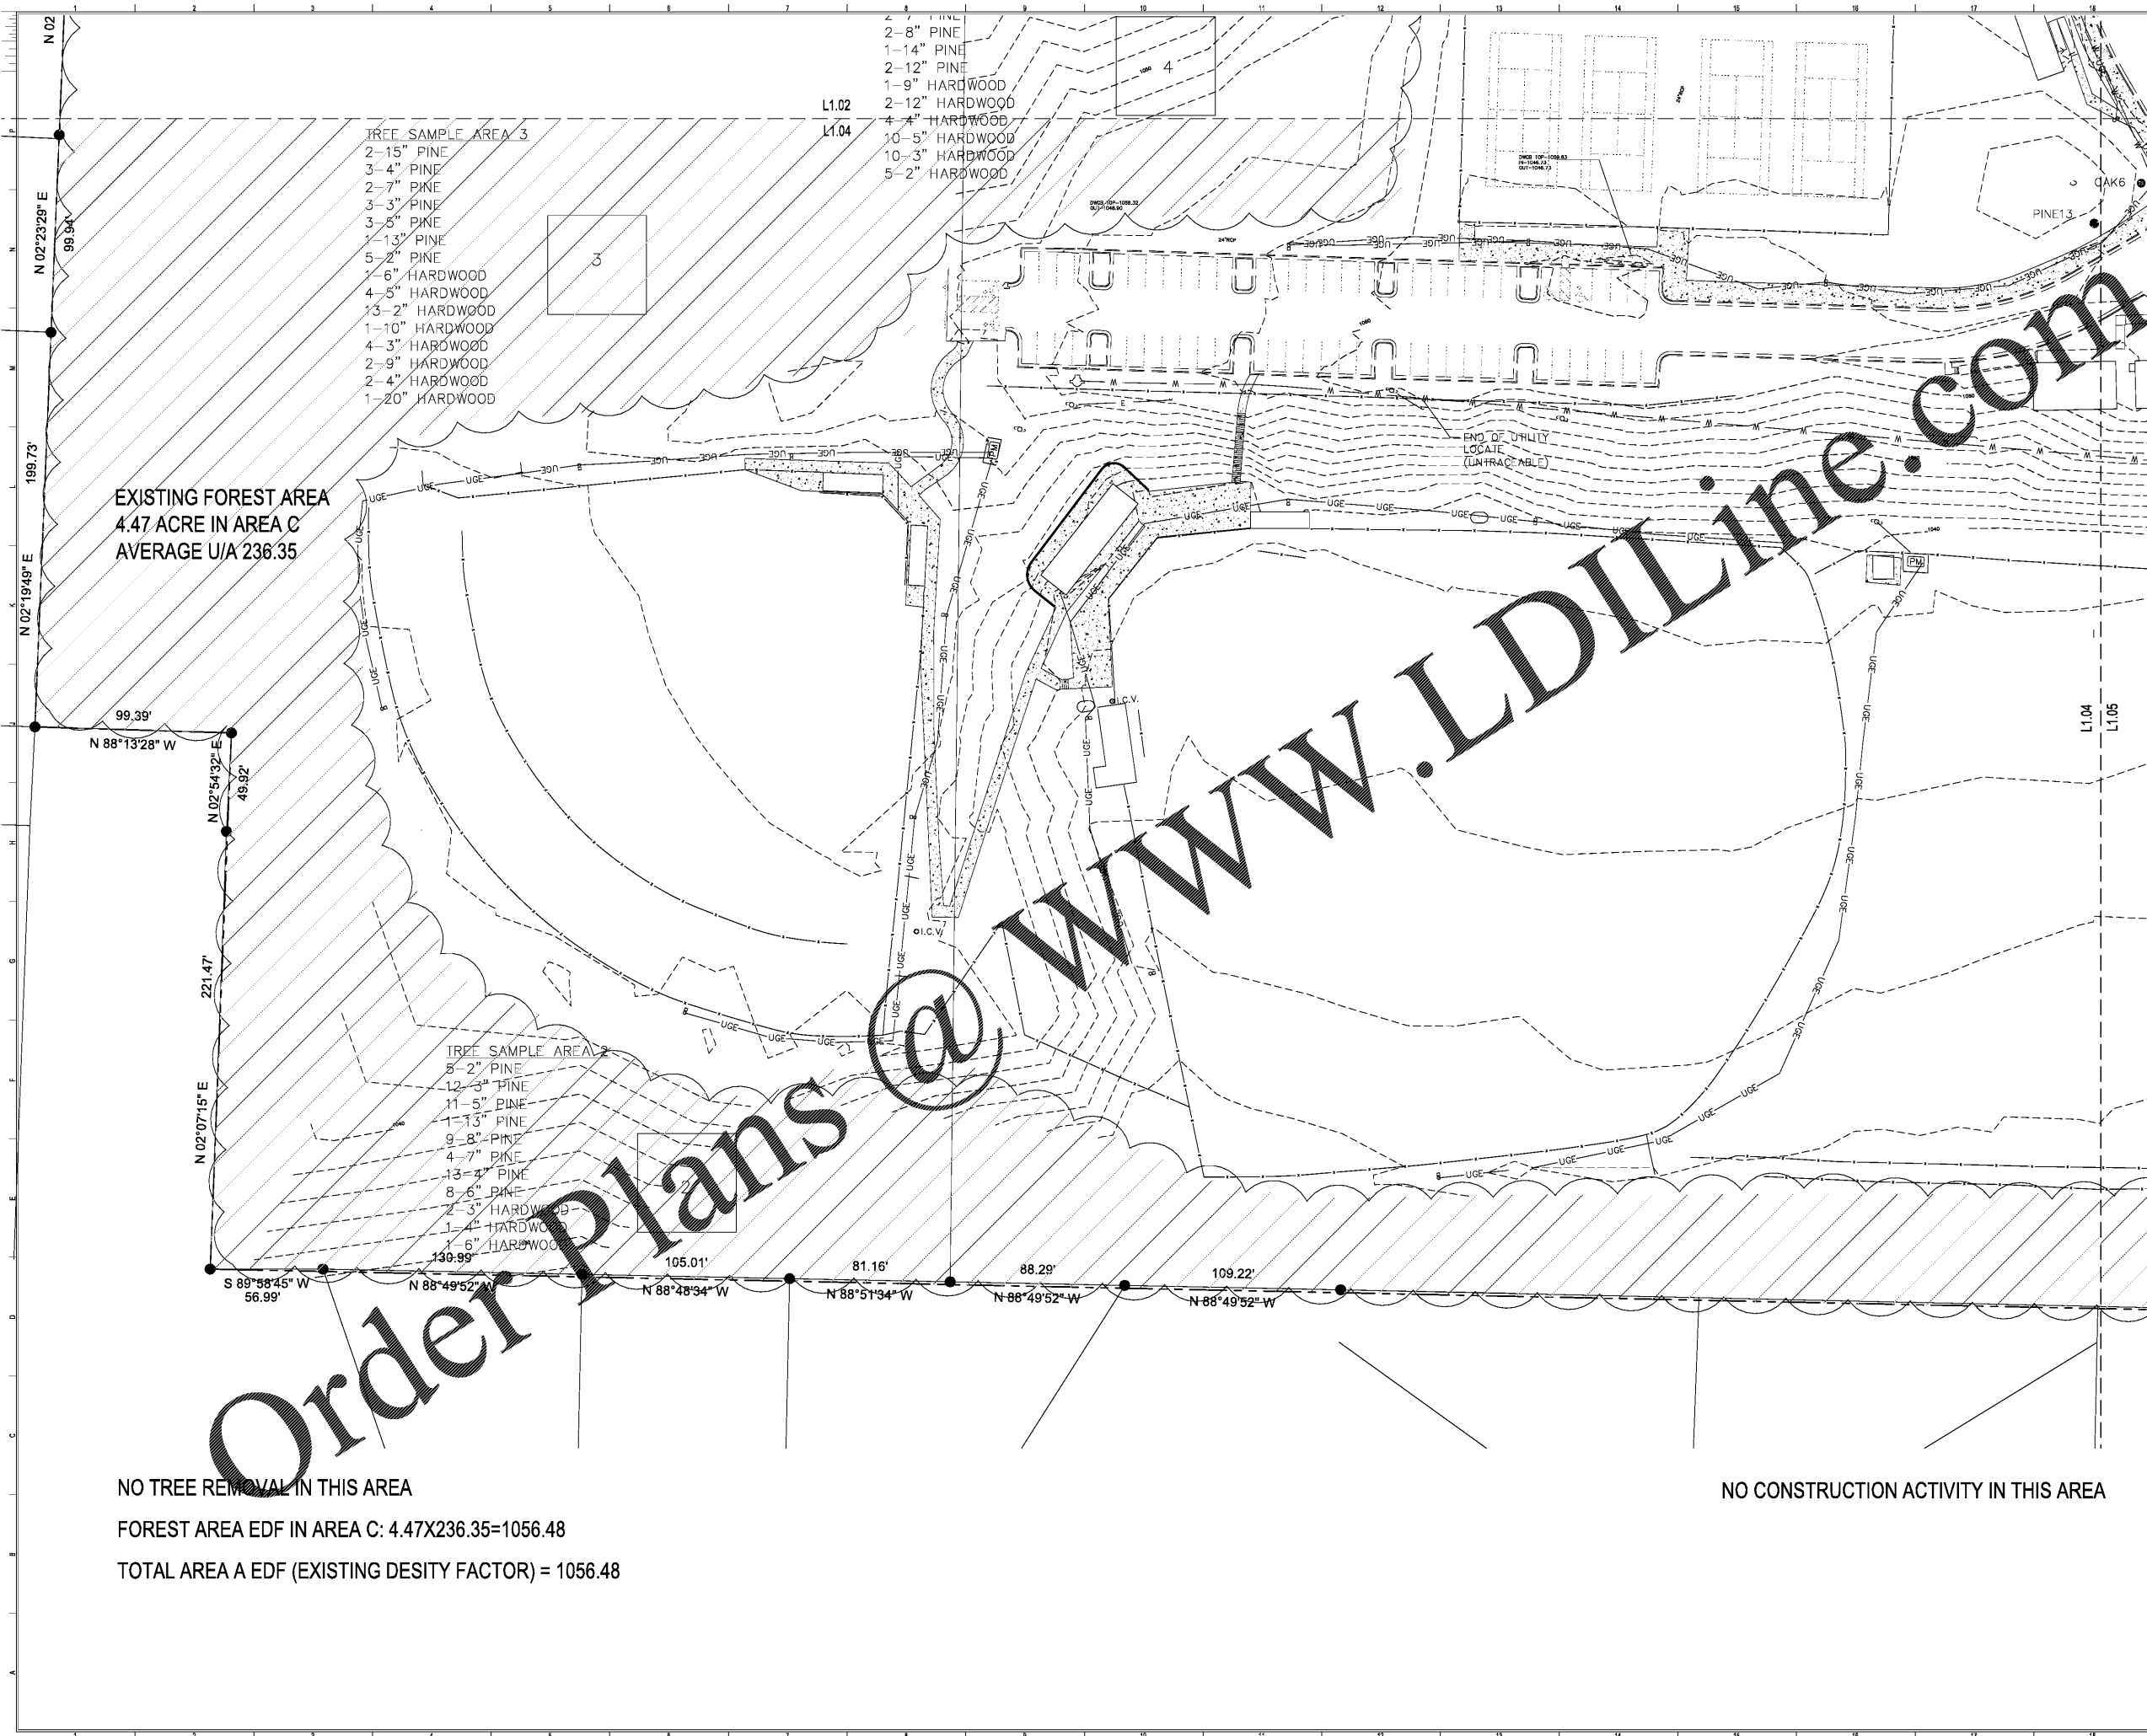 N 02
2-8" PINE
1-14" PINE
2-12" PINE
1-9" HARDWOOD
2-12" HARDWOOD
4-4" HARDWOOD
10-5" HARDWOOD
10-3" HARDWOOD
5-2" HARDWOOD
4
L1.02
L1.04
TREE SAMPLE AREA 3
2-15" PINE
3-4" PINE
2-7" PINE
3-3" PINE
3-5" PINE
1-13" PINE
5-2" PINE
1-6" HARDWOOD
4-5" HARDWOOD
13-2" HARDWOOD
1-10" HARDWOOD
4-3" HARDWOOD
2-9" HARDWOOD
2-4" HARDWOOD
1-20" HARDWOOD
3
N 02°23'29" E
99.94'
OAK6
PINE13
END OF UTILITY
LOCATE
(UNTRACEABLE)
199.73'
N 02°19'49" E
EXISTING FOREST AREA
4.47 ACRE IN AREA C
AVERAGE U/A 236.35
PM
PM
I.C.V.
I.C.V.
99.39'
N 88°13'28" W
N 02°54'32" E
49.92'
L1.04
L1.05
221.47'
N 02°07'15" E
TREE SAMPLE AREA 2
5-2" PINE
12-3" PINE
11-5" PINE
1-13" PINE
9-8" PINE
4-7" PINE
13-4" PINE
8-6" PINE
2-3" HARDWOOD
1-4" HARDWOOD
1-6" HARDWOOD
2
S 89°58'45" W
56.99'
130.99'
N 88°49'52" W
105.01'
N 88°48'34" W
81.16'
N 88°51'34" W
88.29'
N 88°49'52" W
109.22'
N 88°49'52" W
Order Plans @ www.LDILine.com
NO TREE REMOVAL IN THIS AREA
FOREST AREA EDF IN AREA C: 4.47X236.35=1056.48
TOTAL AREA A EDF (EXISTING DESITY FACTOR) = 1056.48
NO CONSTRUCTION ACTIVITY IN THIS AREA